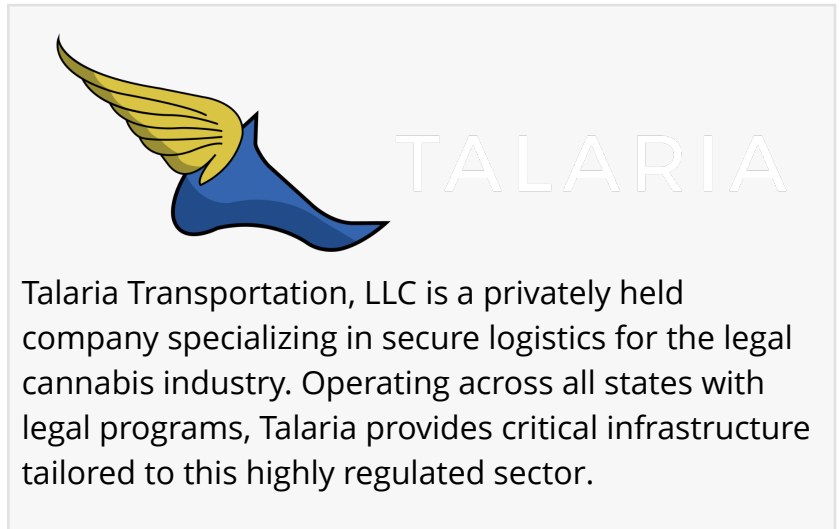 TALARIA
Talaria Transportation, LLC is a privately held
company specializing in secure logistics for the legal
cannabis industry. Operating across all states with
legal programs, Talaria provides critical infrastructure
tailored to this highly regulated sector.